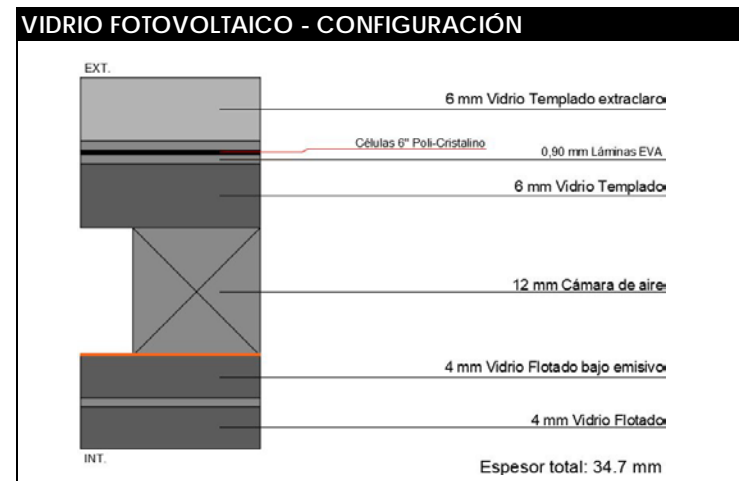 VIDRIO FOTOVOLTAICO - CONFIGURACIÓN
EXT.
6 mm Vidrio Templado extraclaro
Células 6" Poli-Cristalino
0,90 mm Láminas EVA
6 mm Vidrio Templado
12 mm Cámara de aire
4 mm Vidrio Flotado bajo emisivo
4 mm Vidrio Flotado
INT.
Espesor total: 34.7 mm